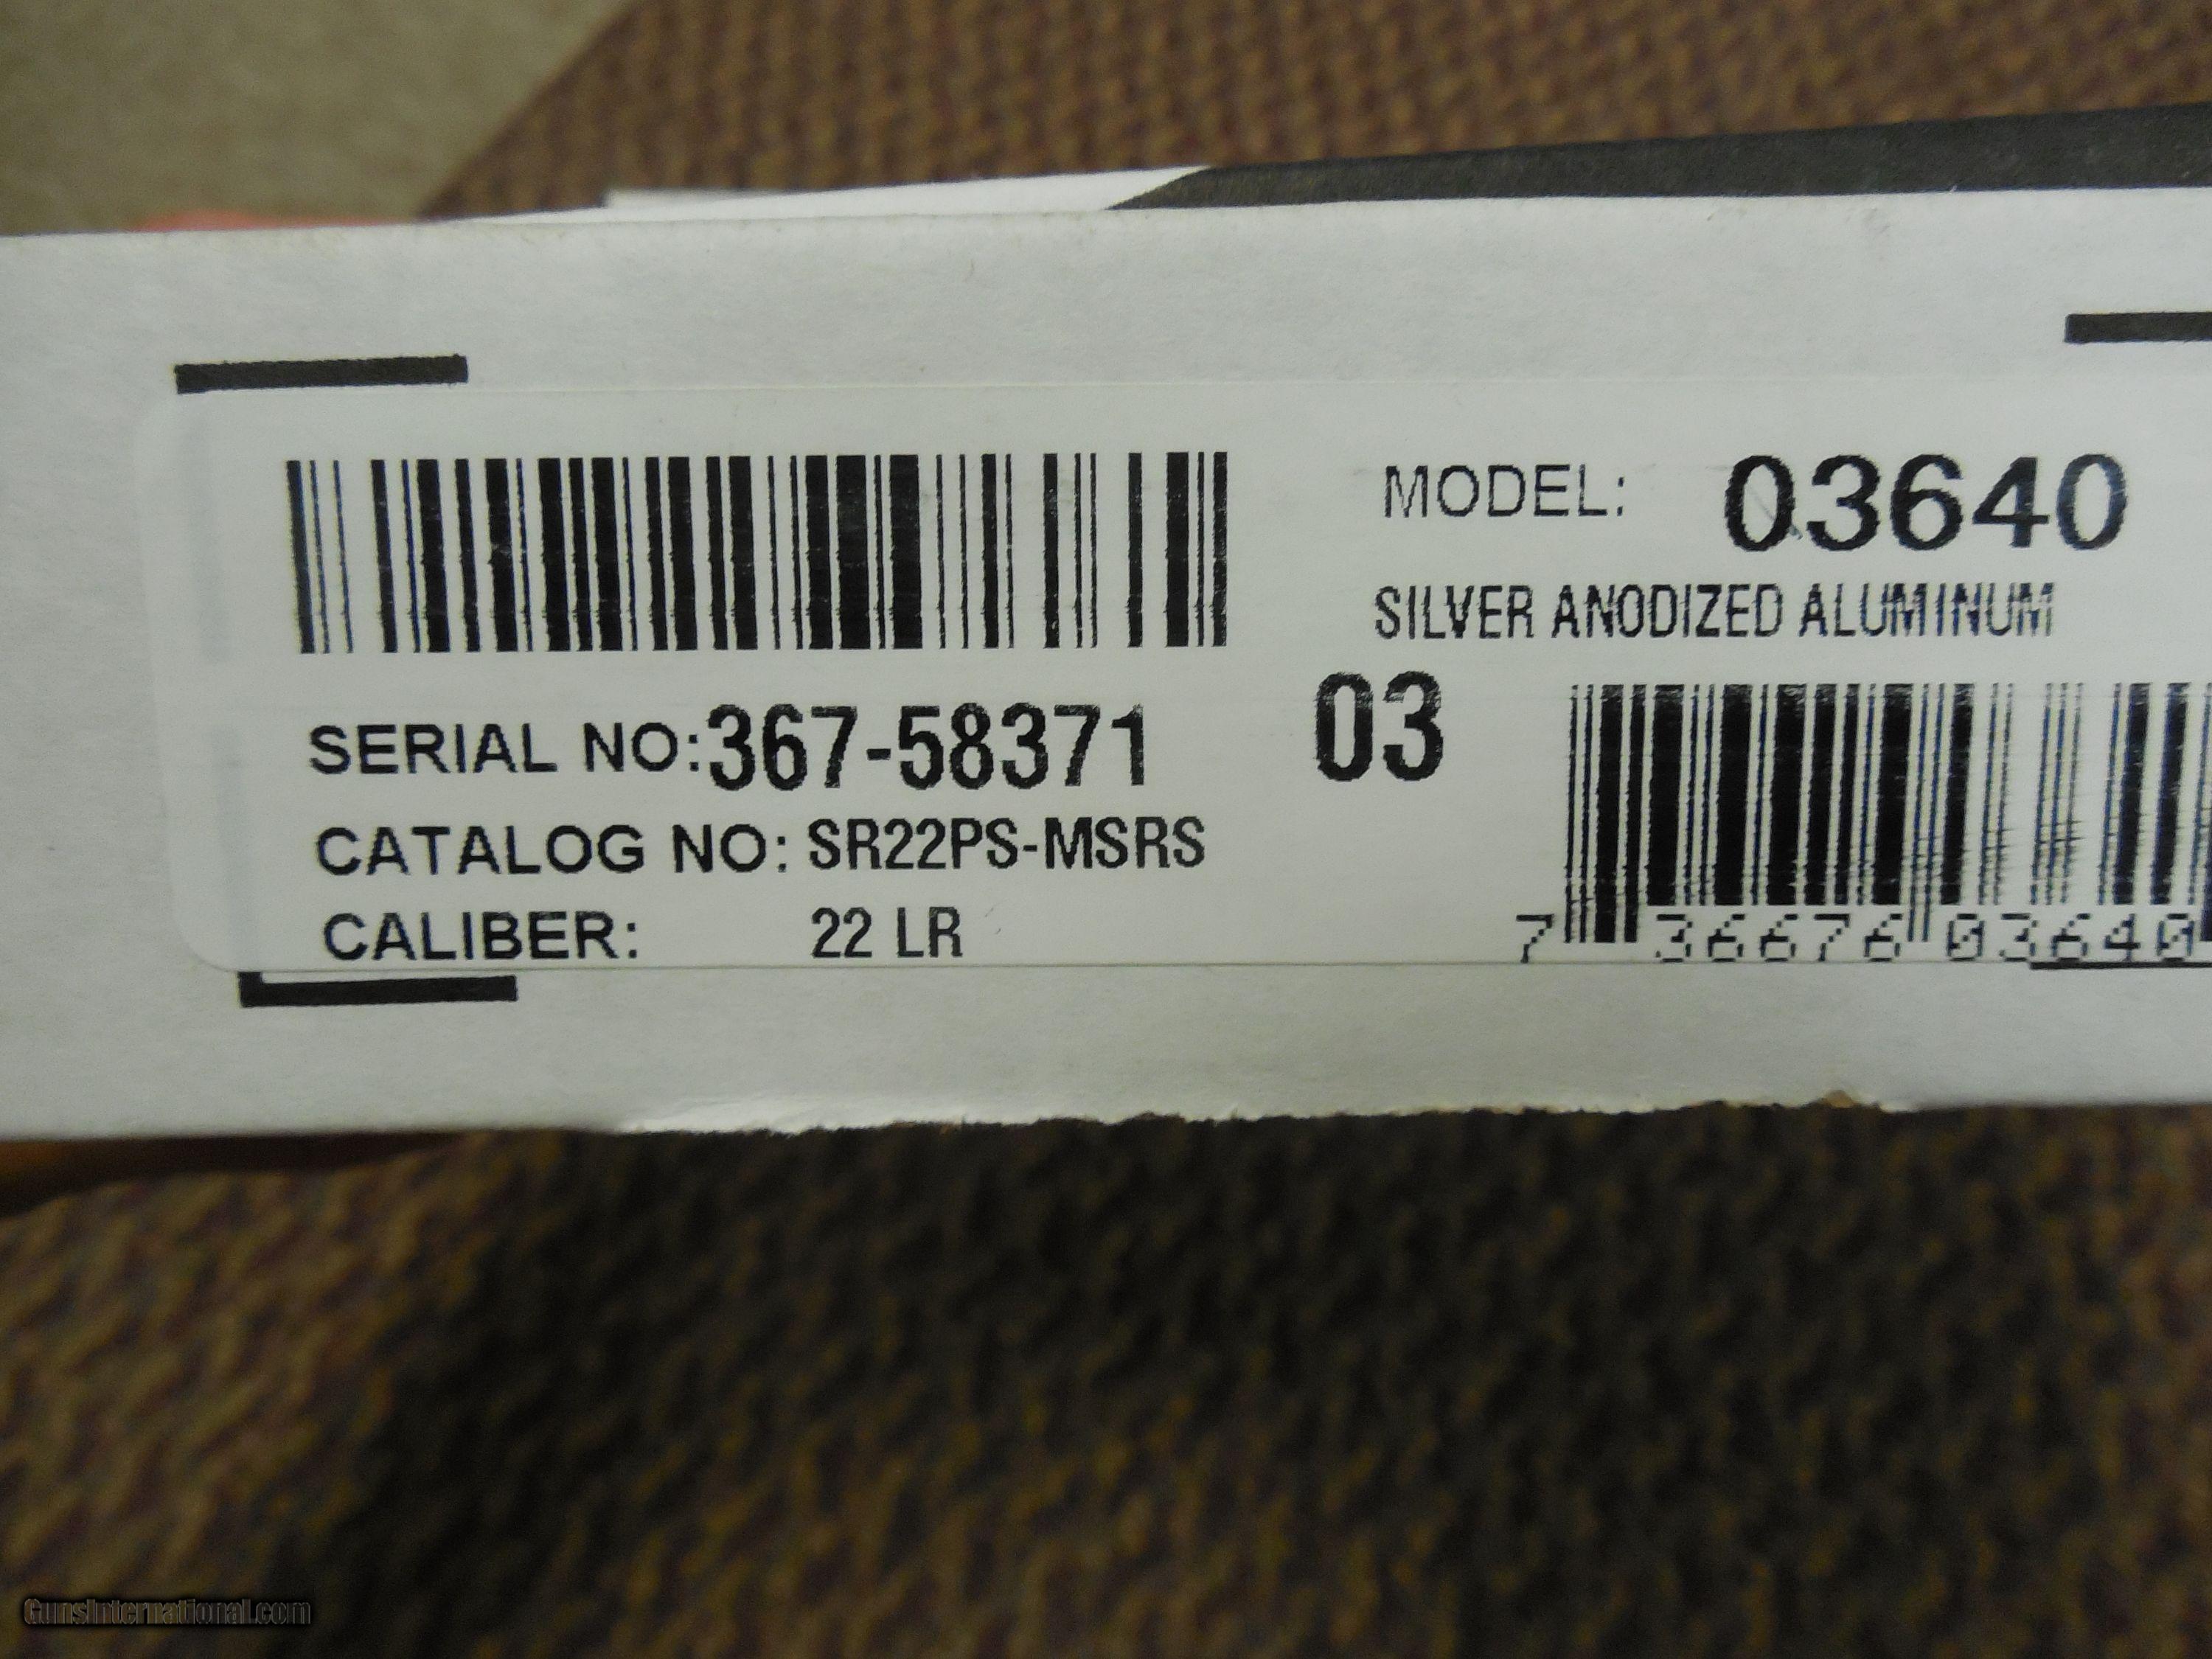 MODEL: 03640
SILVER ANODIZED ALUMINUM
SERIAL NO:367-58371 03
CATALOG NO: SR22PS-MSRS
CALIBER: 22 LR
7 36676 03640
GunsInternational.com